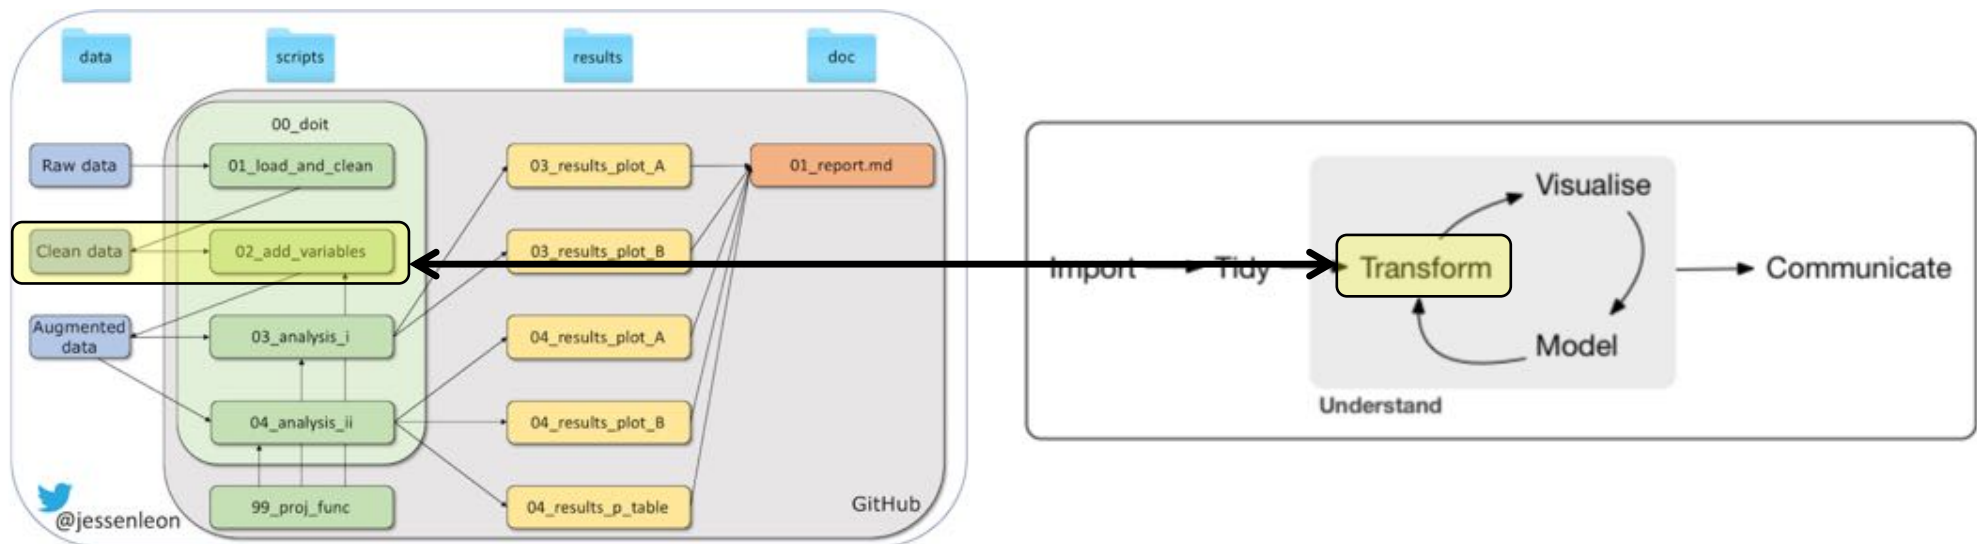 data
scripts
results
doc
00_doit
Raw data
01_load_and_clean
03_results_plot_A
01_report.md
Clean data
02_add_variables
03_results_plot_B
Augmented
data
03_analysis_i
04_results_plot_A
04_analysis_ii
04_results_plot_B
99_proj_func
04_results_p_table
GitHub
@jessenleon
Import
Tidy
Transform
Visualise
Model
Communicate
Understand